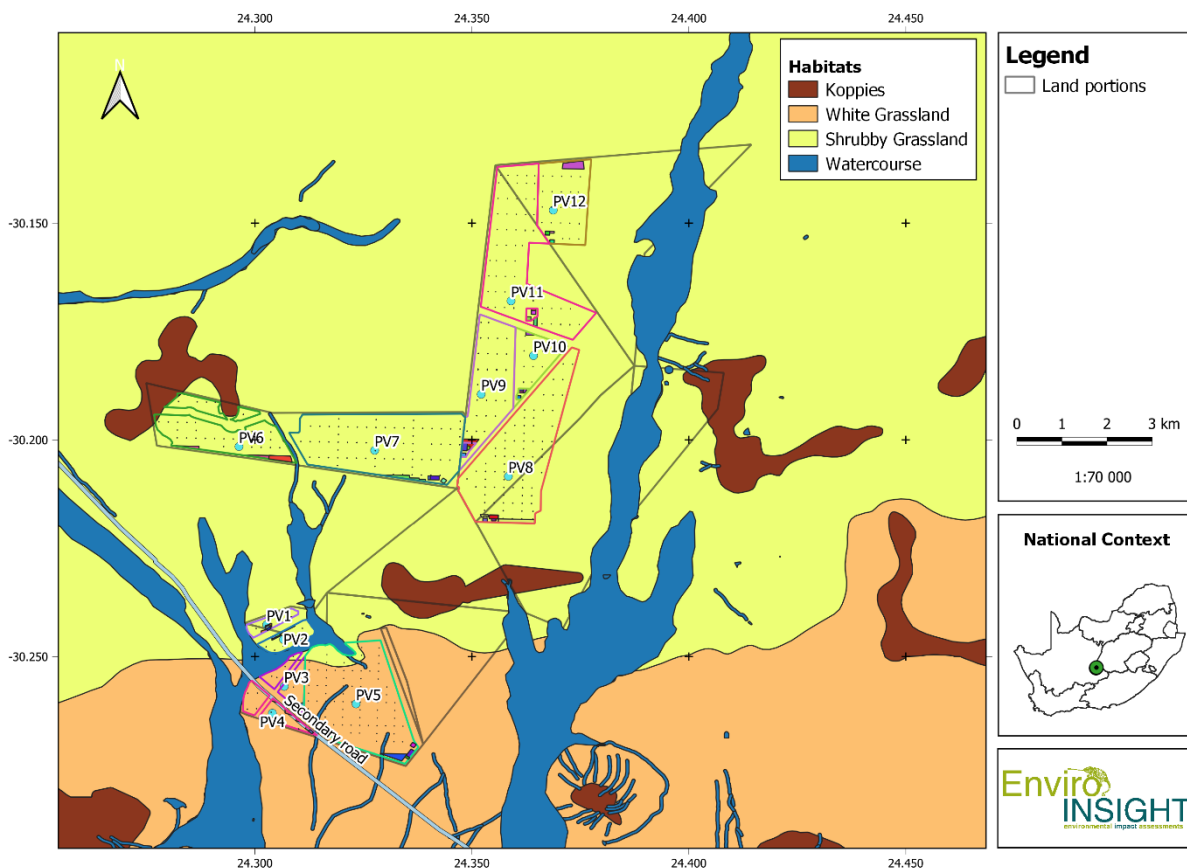 24.300 24.350 24.400 24.450
N
Habitats
Koppies
White Grassland
Shrubby Grassland
Watercourse
Legend
Land portions
-30.150
PV12
PV11
PV10
PV9
-30.200
PV6
PV7
PV8
0 1 2 3 km
1:70 000
National Context
PV1
PV2
-30.250
PV3
PV5
PV4
Secondary road
Enviro
INSIGHT
environmental impact assessments
24.300 24.350 24.400 24.450